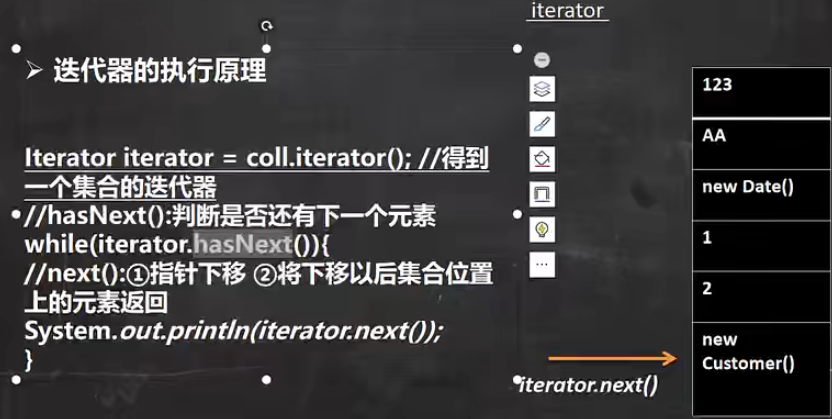 iterator
➢ 迭代器的执行原理
Iterator iterator = coll.iterator(); //得到
一个集合的迭代器
//hasNext():判断是否还有下一个元素
while(iterator.hasNext()){
//next():①指针下移 ②将下移以后集合位置
上的元素返回
System.out.println(iterator.next());
}
iterator.next()
123
AA
new Date()
1
2
new
Customer()